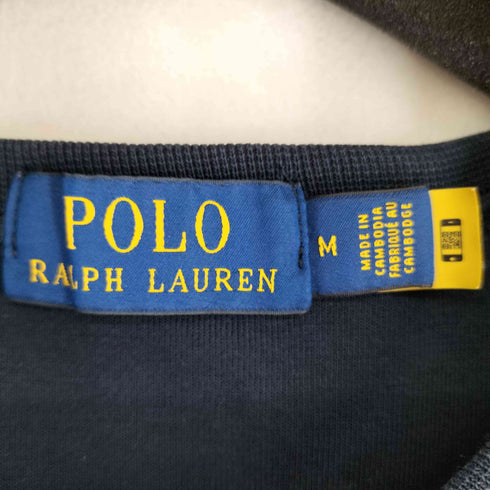 POLO
RALPH LAUREN
M
MADE IN
CAMBODIA
FABRIQUÉ AU
CAMBODGE